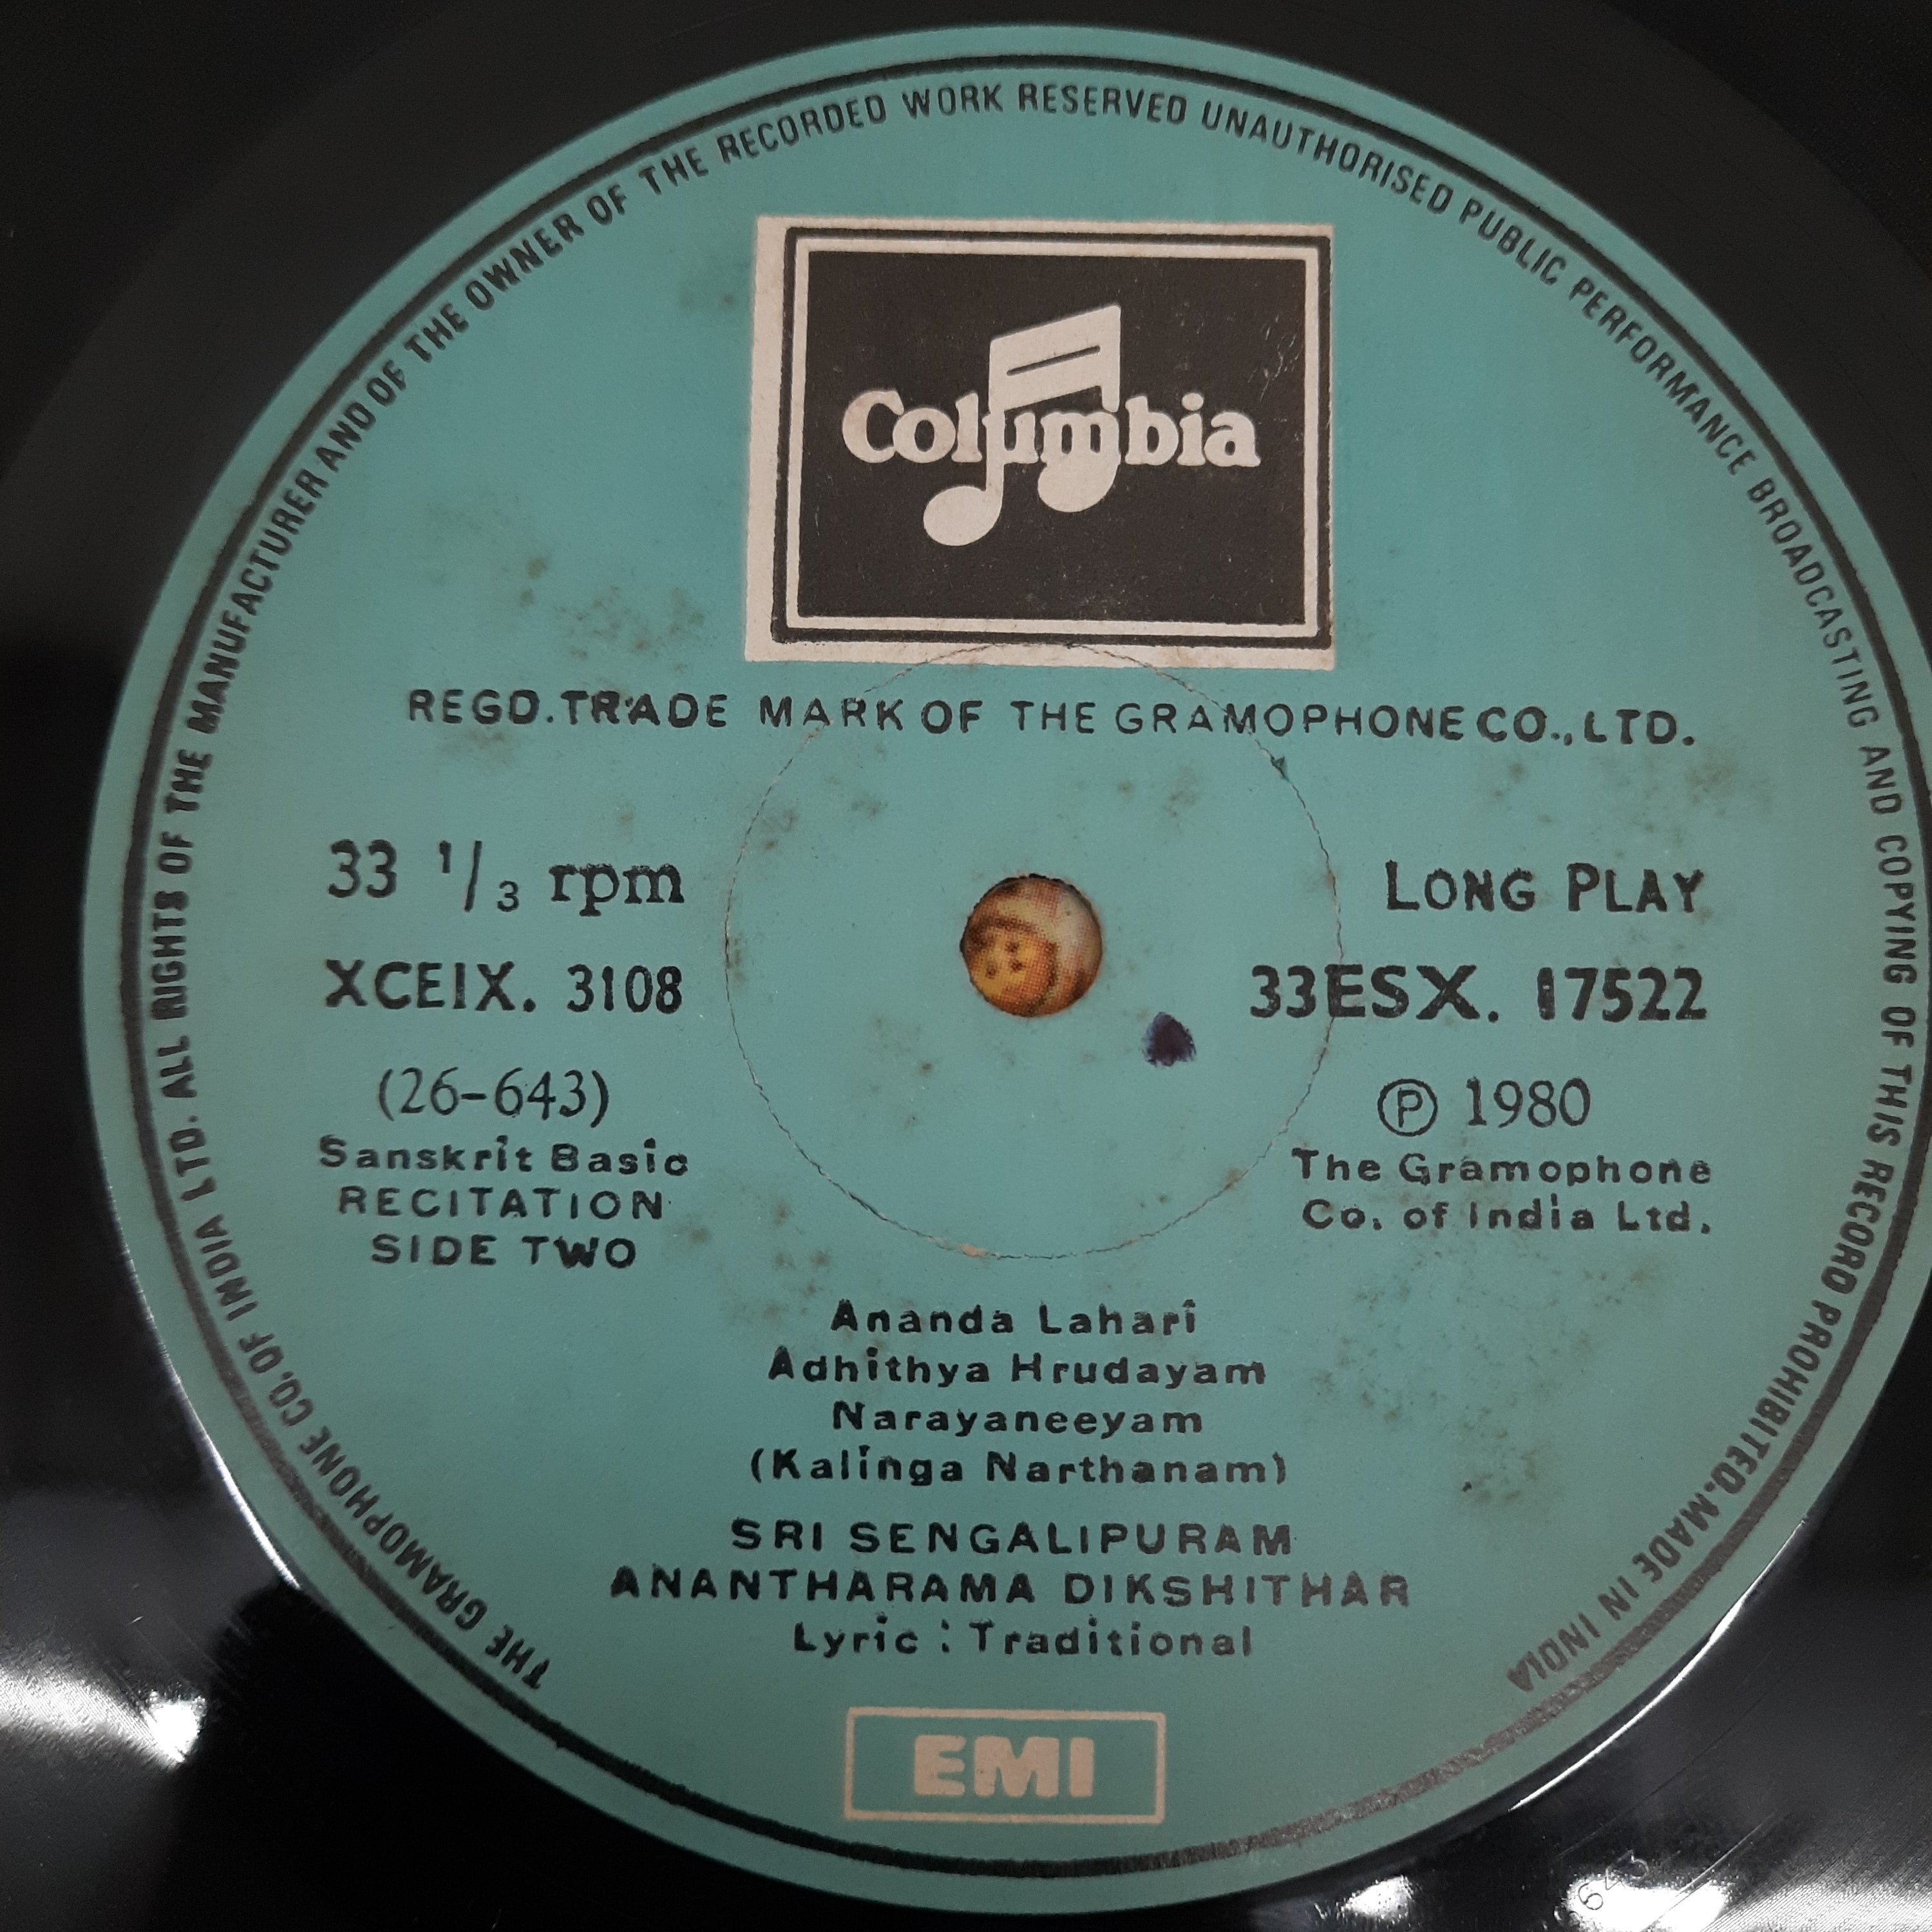 THE GRAMOPHONE CO. OF INDIA LTD. ALL RIGHTS OF THE MANUFACTURER AND OF THE OWNER OF THE RECORDED WORK RESERVED UNAUTHORISED PUBLIC PERFORMANCE BROADCASTING AND COPYING OF THIS RECORD PROHIBITED. MADE IN INDIA
Columbia
REGD. TRADE MARK OF THE GRAMOPHONE CO., LTD.
33 1/3 rpm
LONG PLAY
XCEIX. 3108
33ESX. 17522
(26-643)
Ⓟ 1980
Sanskrit Basic
The Gramophone
RECITATION
Co. of India Ltd.
SIDE TWO
Ananda Lahari
Adhithya Hrudayam
Narayaneeyam
(Kalinga Narthanam)
SRI SENGALIPURAM
ANANTHARAMA DIKSHITHAR
Lyric : Traditional
EMI